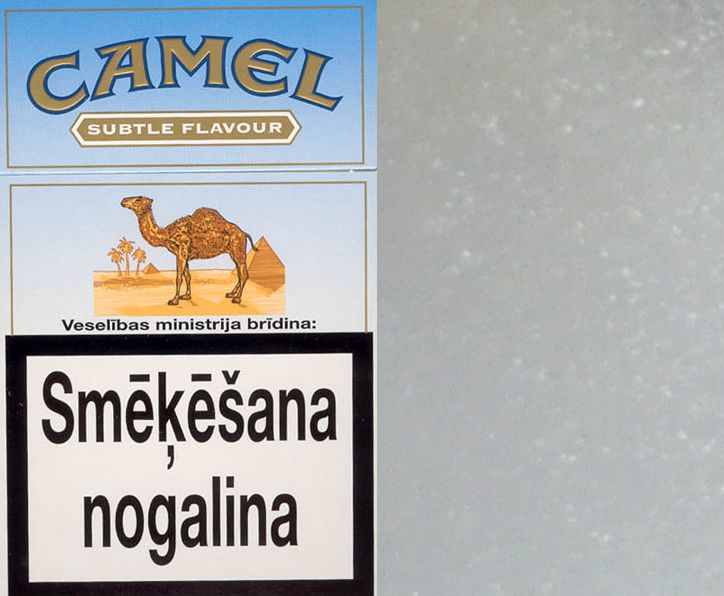 CAMEL
SUBTLE FLAVOUR
Veselības ministrija brīdina:
Smēķēšana
nogalina